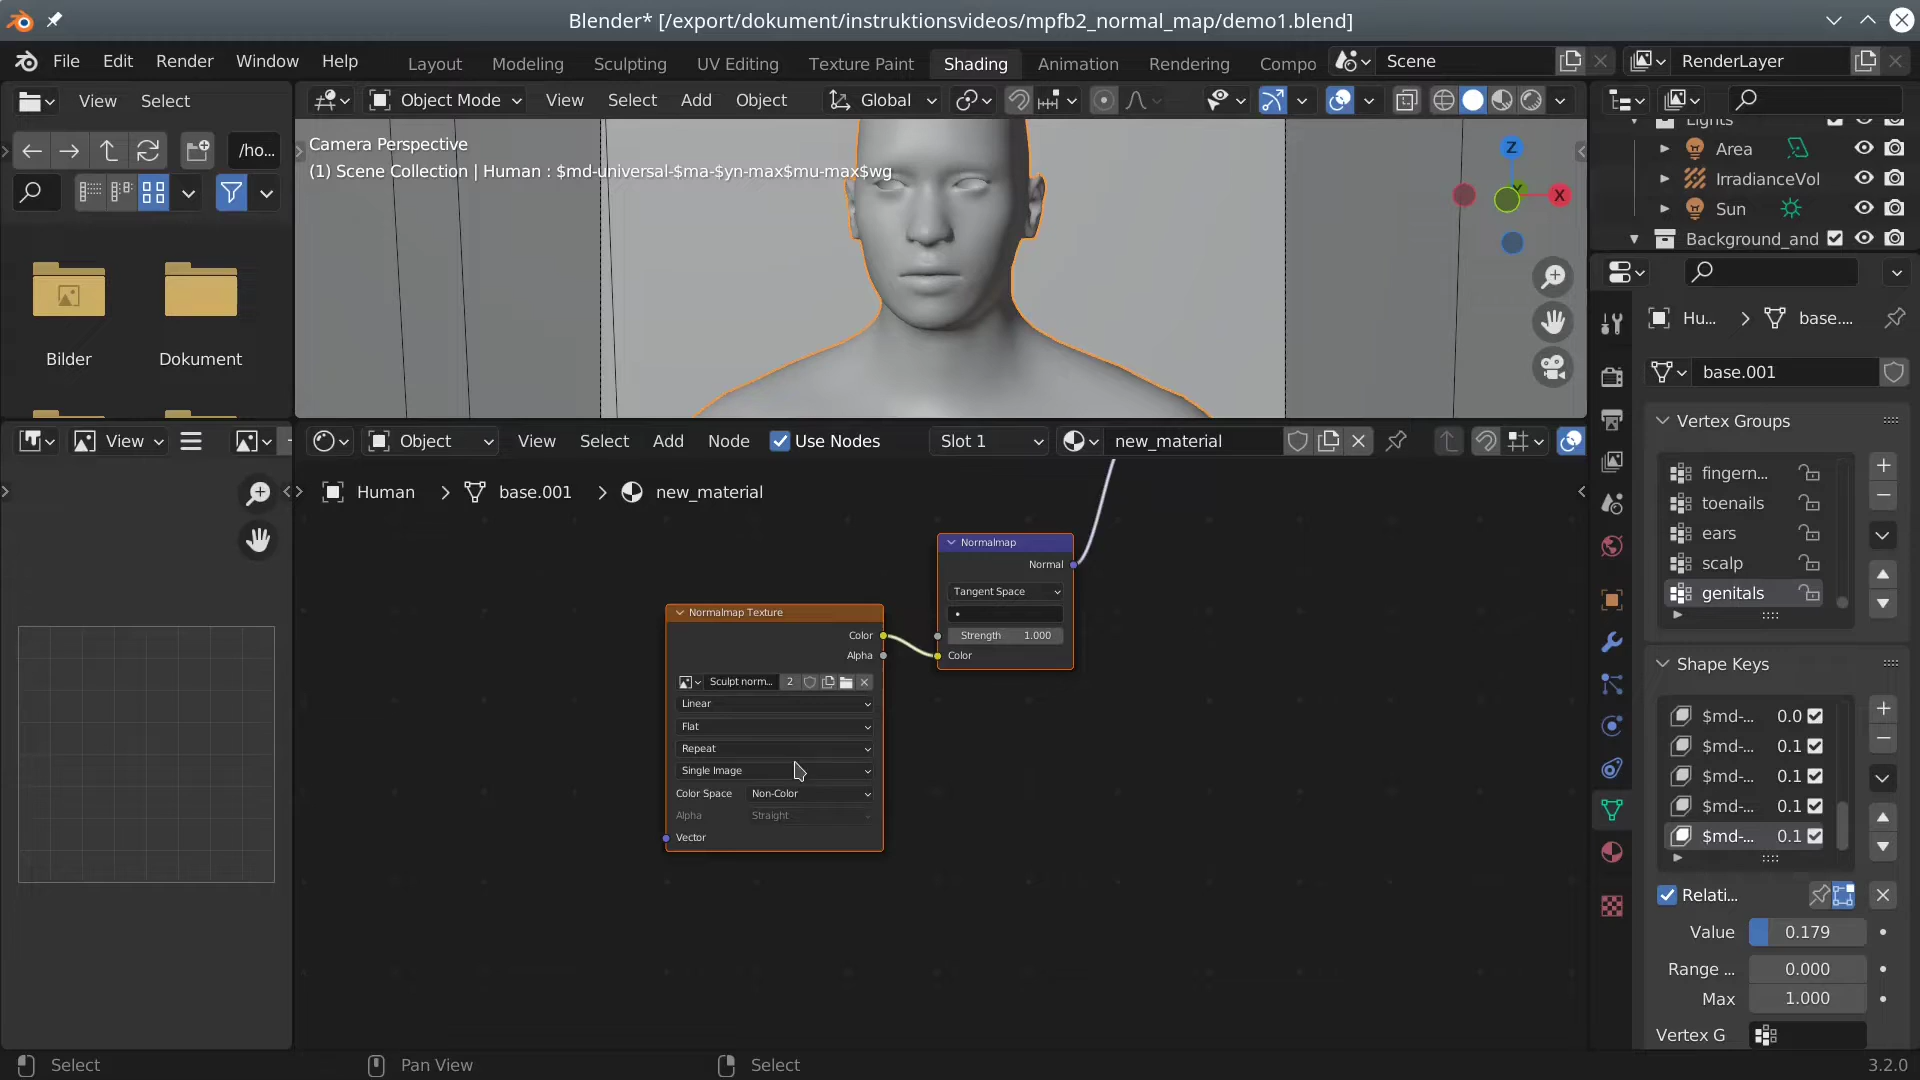 Blender* [/export/dokument/instruktionsvideos/mpfb2_normal_map/demo1.blend]
File Edit Render Window Help Layout Modeling Sculpting UV Editing Texture Paint Shading Animation Rendering Compo Scene RenderLayer
View Select Object Mode View Select Add Object Global
/ho...
Camera Perspective
(1) Scene Collection | Human : $md-universal-$ma-$yn-max$mu-max$wg
Z
Y
X
Bilder Dokument
Lights
Area
IrradianceVol
Sun
Background_and
Hu... base....
base.001
Vertex Groups
fingern...
toenails
ears
scalp
genitals
Shape Keys
$md-... 0.0
$md-... 0.1
$md-... 0.1
$md-... 0.1
$md-... 0.1
Relati...
Value 0.179
Range ... 0.000
Max 1.000
Vertex G
View Object View Select Add Node Use Nodes Slot 1 new_material
Human base.001 new_material
Normalmap
Normal
Tangent Space
Strength 1.000
Color
Normalmap Texture
Color
Alpha
Sculpt norm... 2
Linear
Flat
Repeat
Single Image
Color Space Non-Color
Alpha Straight
Vector
Select Pan View Select 3.2.0